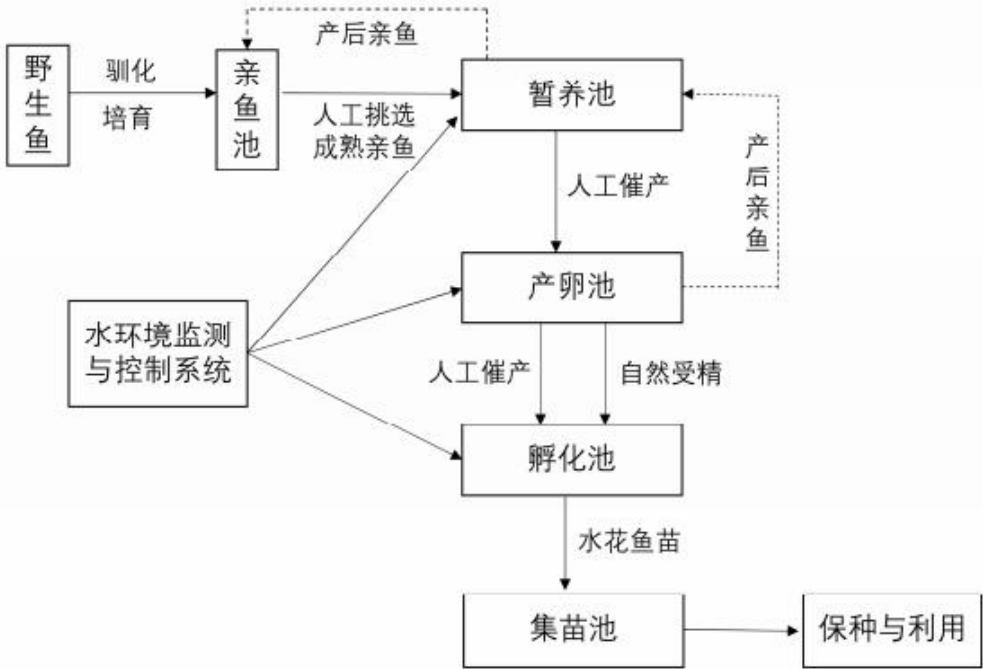 产后亲鱼
野生鱼
驯化
培育
亲鱼池
人工挑选
成熟亲鱼
暂养池
产后亲鱼
人工催产
产卵池
水环境监测
与控制系统
人工催产
自然受精
孵化池
水花鱼苗
集苗池
保种与利用